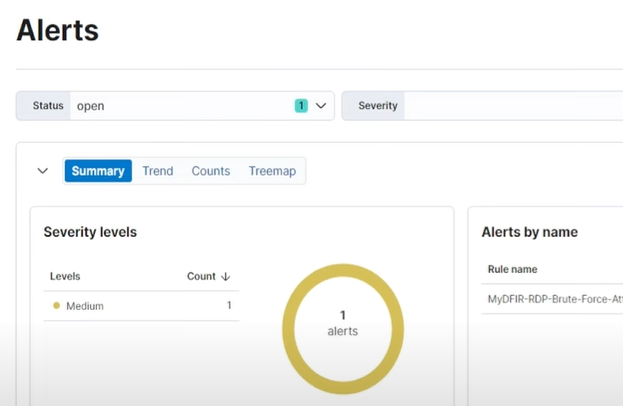 Alerts
Status open 1 Severity
Summary Trend Counts Treemap
Severity levels
Levels Count ↓
Medium 1
1
alerts
Alerts by name
Rule name
MyDFIR-RDP-Brute-Force-At